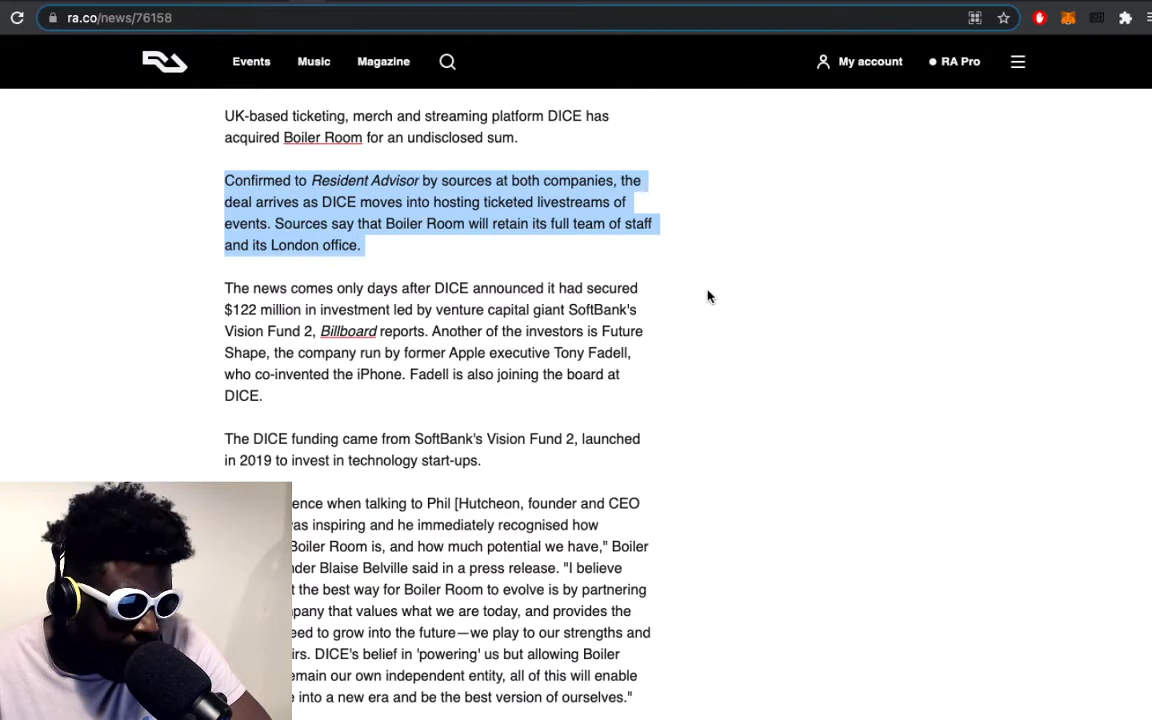 ra.co/news/76158
Events Music Magazine My account RA Pro
UK-based ticketing, merch and streaming platform DICE has
acquired Boiler Room for an undisclosed sum.
Confirmed to Resident Advisor by sources at both companies, the
deal arrives as DICE moves into hosting ticketed livestreams of
events. Sources say that Boiler Room will retain its full team of staff
and its London office.
The news comes only days after DICE announced it had secured
$122 million in investment led by venture capital giant SoftBank's
Vision Fund 2, Billboard reports. Another of the investors is Future
Shape, the company run by former Apple executive Tony Fadell,
who co-invented the iPhone. Fadell is also joining the board at
DICE.
The DICE funding came from SoftBank's Vision Fund 2, launched
in 2019 to invest in technology start-ups.
ence when talking to Phil [Hutcheon, founder and CEO
was inspiring and he immediately recognised how
Boiler Room is, and how much potential we have," Boiler
nder Blaise Belville said in a press release. "I believe
t the best way for Boiler Room to evolve is by partnering
pany that values what we are today, and provides the
eed to grow into the future—we play to our strengths and
irs. DICE's belief in 'powering' us but allowing Boiler
emain our own independent entity, all of this will enable
into a new era and be the best version of ourselves."